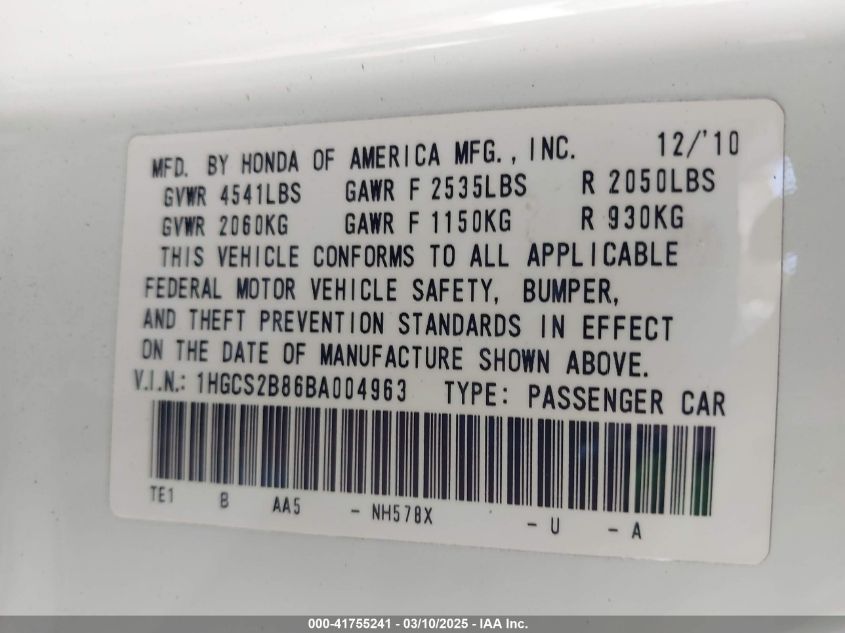 MFD. BY HONDA OF AMERICA MFG., INC. 12/'10
GVWR 4541LBS GAWR F 2535LBS R 2050LBS
GVWR 2060KG GAWR F 1150KG R 930KG
THIS VEHICLE CONFORMS TO ALL APPLICABLE
FEDERAL MOTOR VEHICLE SAFETY, BUMPER,
AND THEFT PREVENTION STANDARDS IN EFFECT
ON THE DATE OF MANUFACTURE SHOWN ABOVE.
V.I.N.: 1HGCS2B86BA004963 TYPE: PASSENGER CAR
TE1 B AA5 - NH578X - U - A
000-41755241 - 03/10/2025 - IAA Inc.